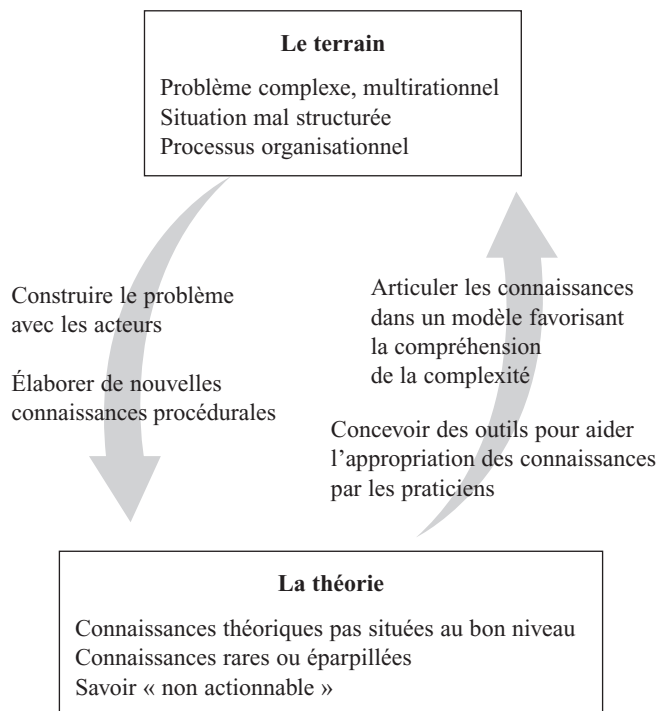 Le terrain
Problème complexe, multirationnel
Situation mal structurée
Processus organisationnel
Construire le problème
avec les acteurs
Élaborer de nouvelles
connaissances procédurales
Articuler les connaissances
dans un modèle favorisant
la compréhension
de la complexité
Concevoir des outils pour aider
l’appropriation des connaissances
par les praticiens
La théorie
Connaissances théoriques pas situées au bon niveau
Connaissances rares ou éparpillées
Savoir « non actionnable »